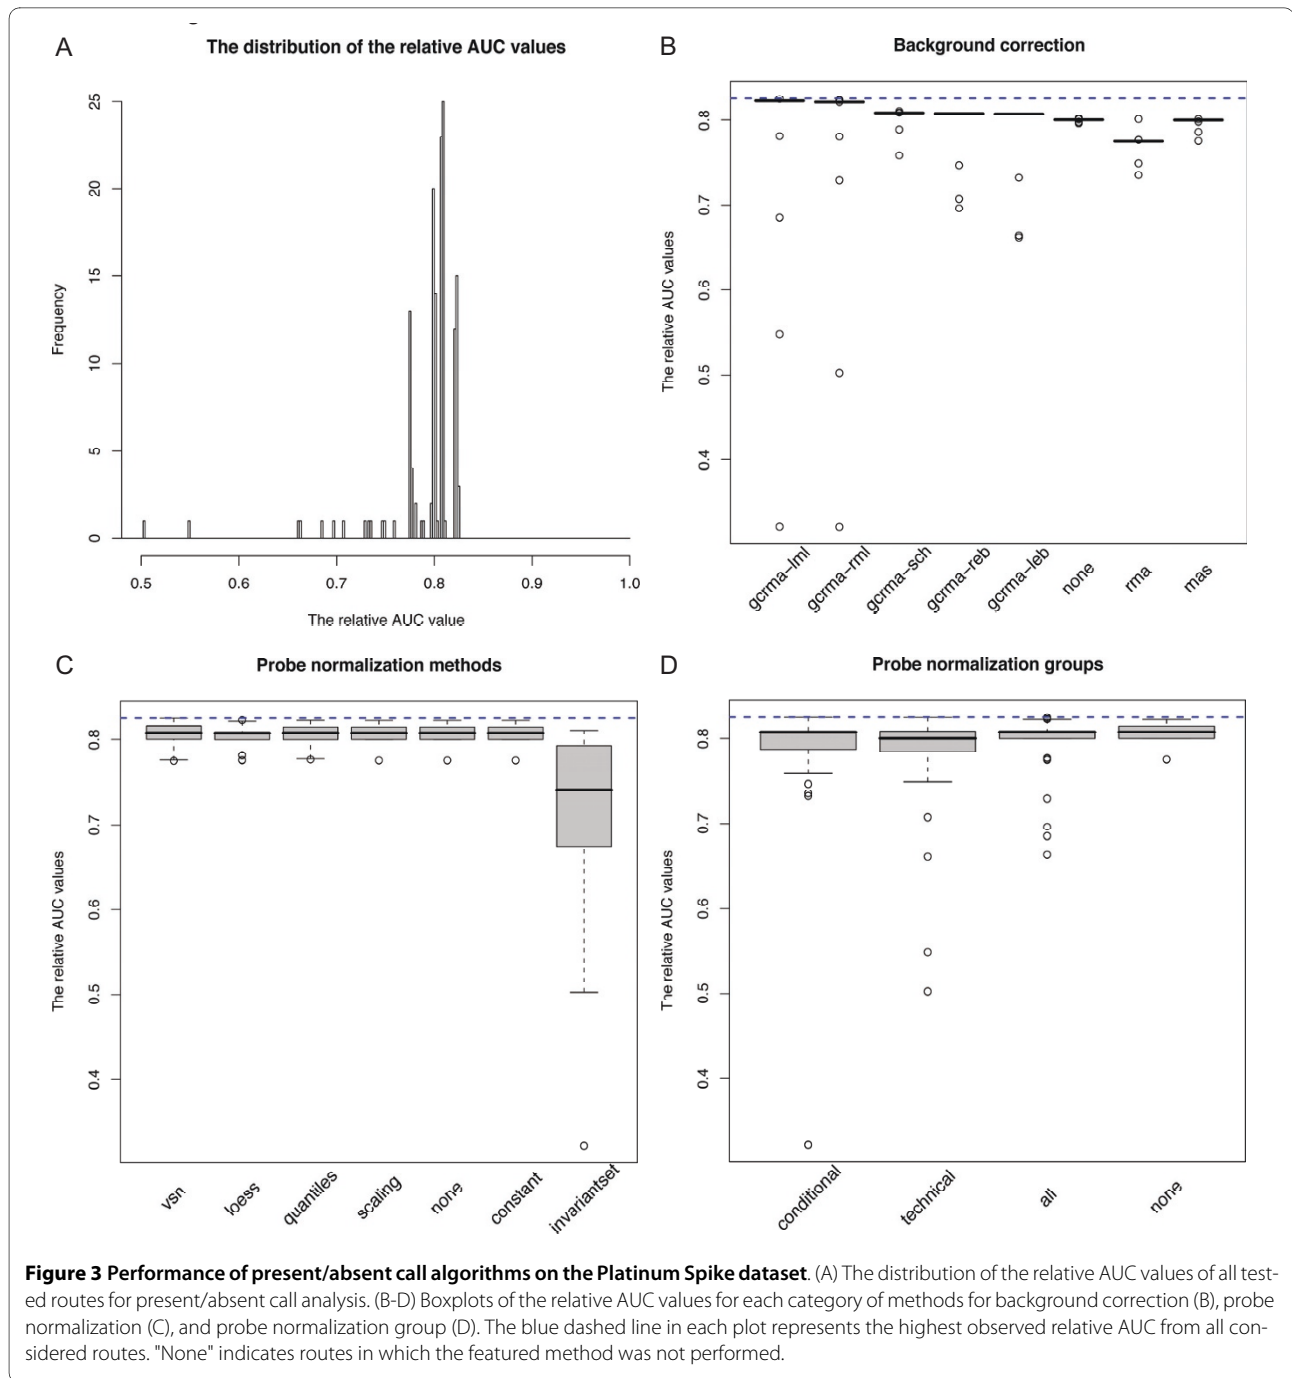 A
The distribution of the relative AUC values
25
20
15
10
5
0
Frequency
0.5 0.6 0.7 0.8 0.9 1.0
The relative AUC value
B
Background correction
0.8
0.7
0.6
0.5
0.4
The relative AUC values
gcrma-lml gcrma-rml gcrma-sch gcrma-reb gcrma-leb none rma mas
C
Probe normalization methods
0.8
0.7
0.6
0.5
0.4
The relative AUC values
vsn loess quantiles scaling none constant invariantset
D
Probe normalization groups
0.8
0.7
0.6
0.5
0.4
The relative AUC values
conditional technical all none
Figure 3 Performance of present/absent call algorithms on the Platinum Spike dataset. (A) The distribution of the relative AUC values of all test-
ed routes for present/absent call analysis. (B-D) Boxplots of the relative AUC values for each category of methods for background correction (B), probe
normalization (C), and probe normalization group (D). The blue dashed line in each plot represents the highest observed relative AUC from all con-
sidered routes. "None" indicates routes in which the featured method was not performed.